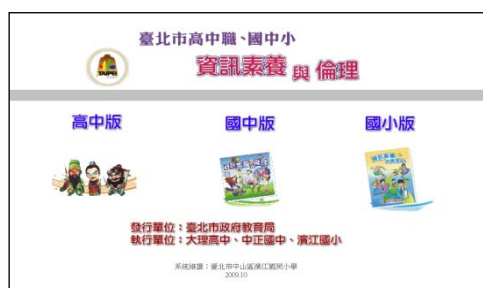 臺北市高中職、國中小
資訊素養與倫理
TAIPEI
高中版 國中版 國小版
發行單位：臺北市政府教育局
執行單位：大理高中、中正國中、濱江國小
系統維護：臺北市中山區濱江國民小學
2009.10